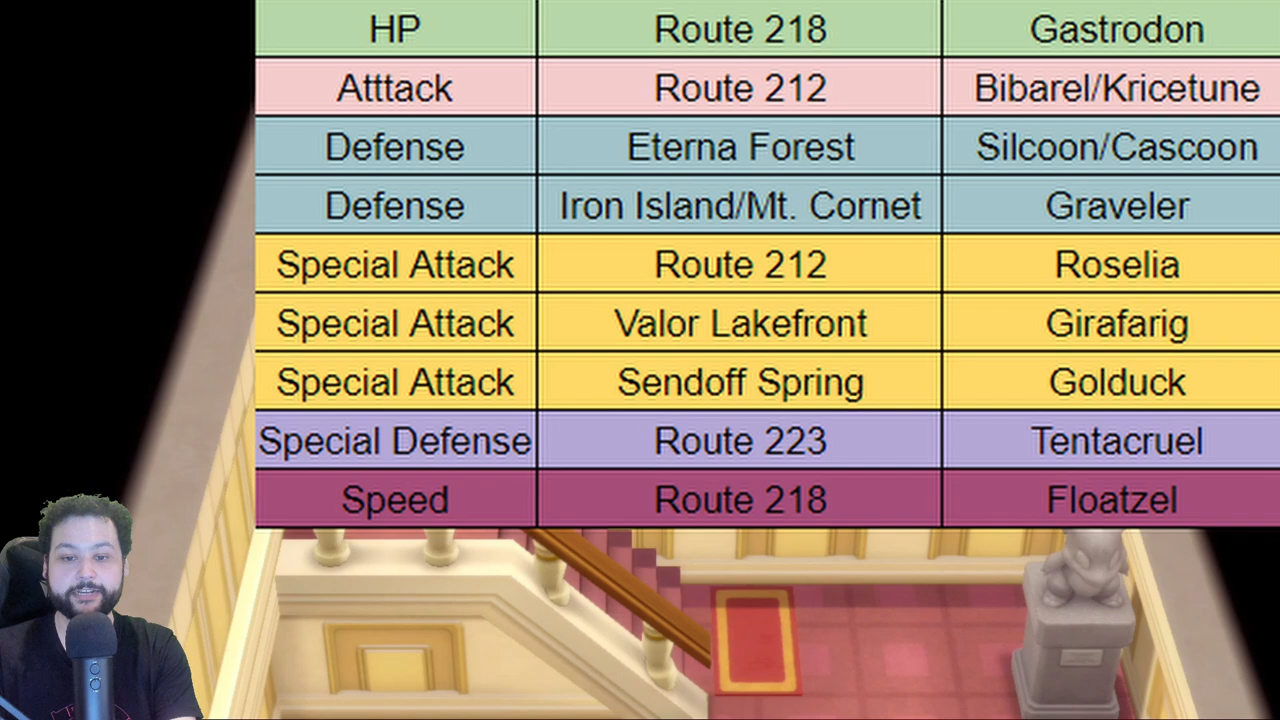 HP Route 218 Gastrodon
Atttack Route 212 Bibarel/Kricetune
Defense Eterna Forest Silcoon/Cascoon
Defense Iron Island/Mt. Cornet Graveler
Special Attack Route 212 Roselia
Special Attack Valor Lakefront Girafarig
Special Attack Sendoff Spring Golduck
Special Defense Route 223 Tentacruel
Speed Route 218 Floatzel